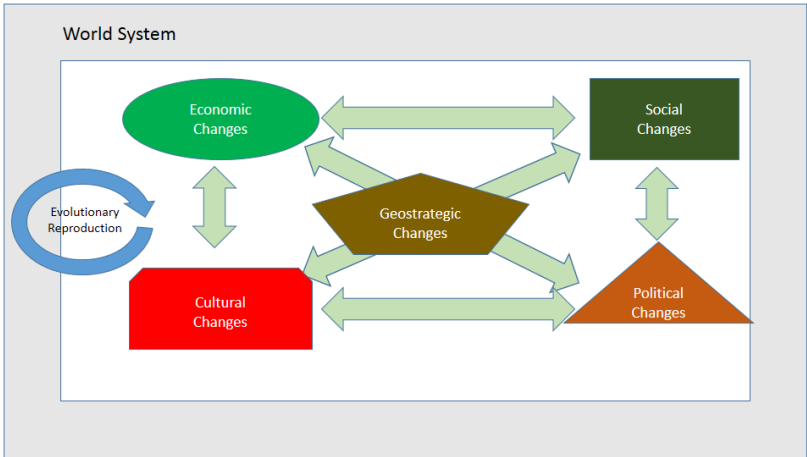 World System
Economic
Changes
Social
Changes
Evolutionary
Reproduction
Geostrategic
Changes
Cultural
Changes
Political
Changes